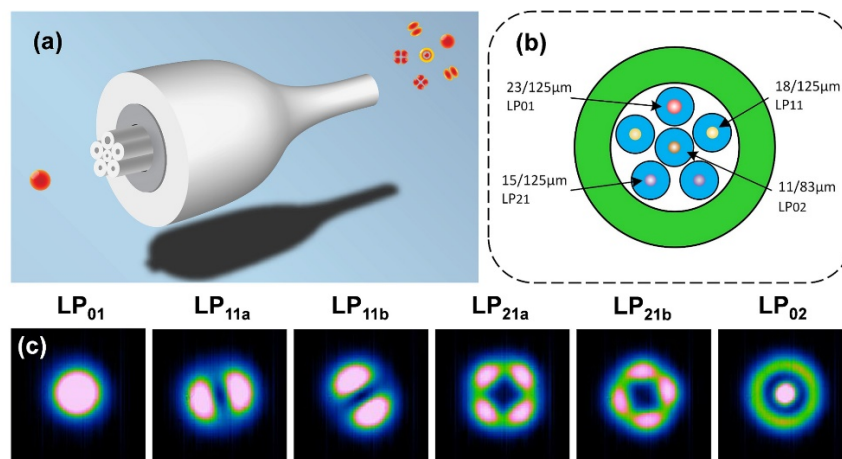 (a)
(b)
23/125μm
LP01
18/125μm
LP11
15/125μm
LP21
11/83μm
LP02
LP01
LP11a
LP11b
LP21a
LP21b
LP02
(c)